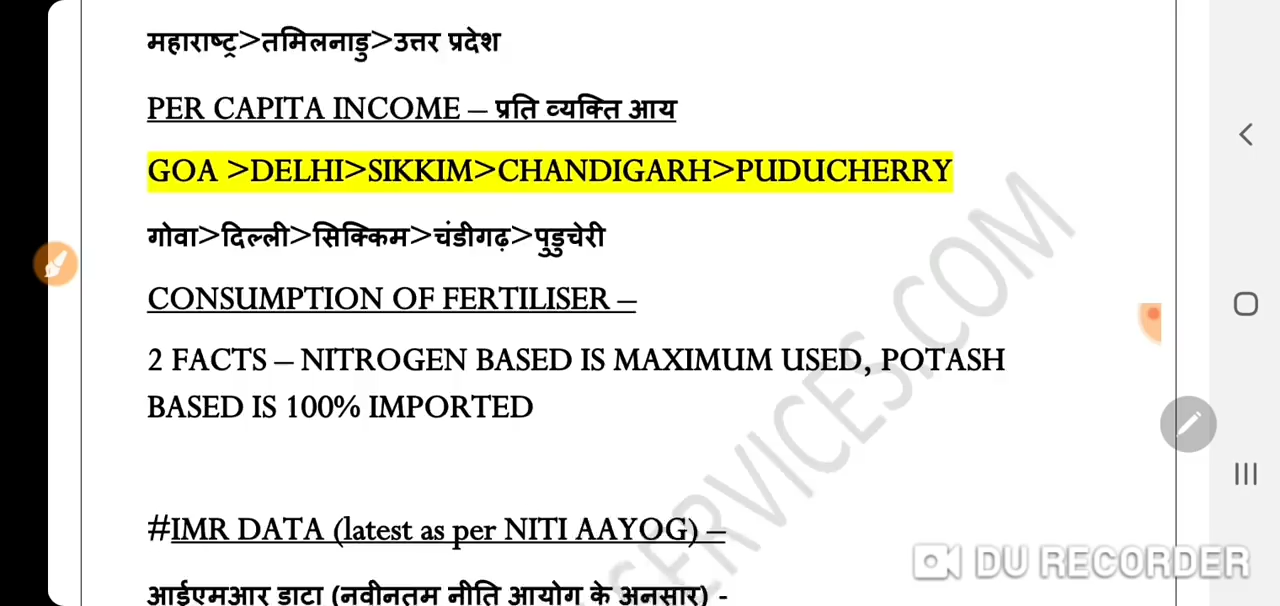 महाराष्ट्र>तमिलनाडु>उत्तर प्रदेश
PER CAPITA INCOME – प्रति व्यक्ति आय
GOA >DELHI>SIKKIM>CHANDIGARH>PUDUCHERRY
गोवा>दिल्ली>सिक्किम>चंडीगढ़>पुडुचेरी
CONSUMPTION OF FERTILISER –
2 FACTS – NITROGEN BASED IS MAXIMUM USED, POTASH
BASED IS 100% IMPORTED
#IMR DATA (latest as per NITI AAYOG) –
आईएमआर डाटा (नवीनतम नीति आयोग के अनुसार) -
SERVICES.COM
DU RECORDER